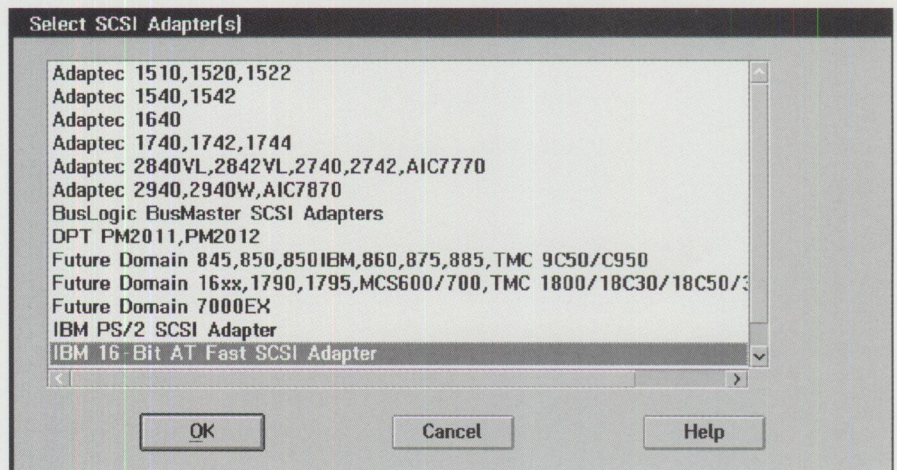 Select SCSI Adapter(s)
Adaptec 1510,1520,1522
Adaptec 1540,1542
Adaptec 1640
Adaptec 1740,1742,1744
Adaptec 2840VL,2842VL,2740,2742,AIC7770
Adaptec 2940,2940W,AIC7870
BusLogic BusMaster SCSI Adapters
DPT PM2011,PM2012
Future Domain 845,850,850IBM,860,875,885,TMC 9C50/C950
Future Domain 16xx,1790,1795,MCS600/700,TMC 1800/18C30/18C50/
Future Domain 7000EX
IBM PS/2 SCSI Adapter
IBM 16-Bit AT Fast SCSI Adapter
OK Cancel Help